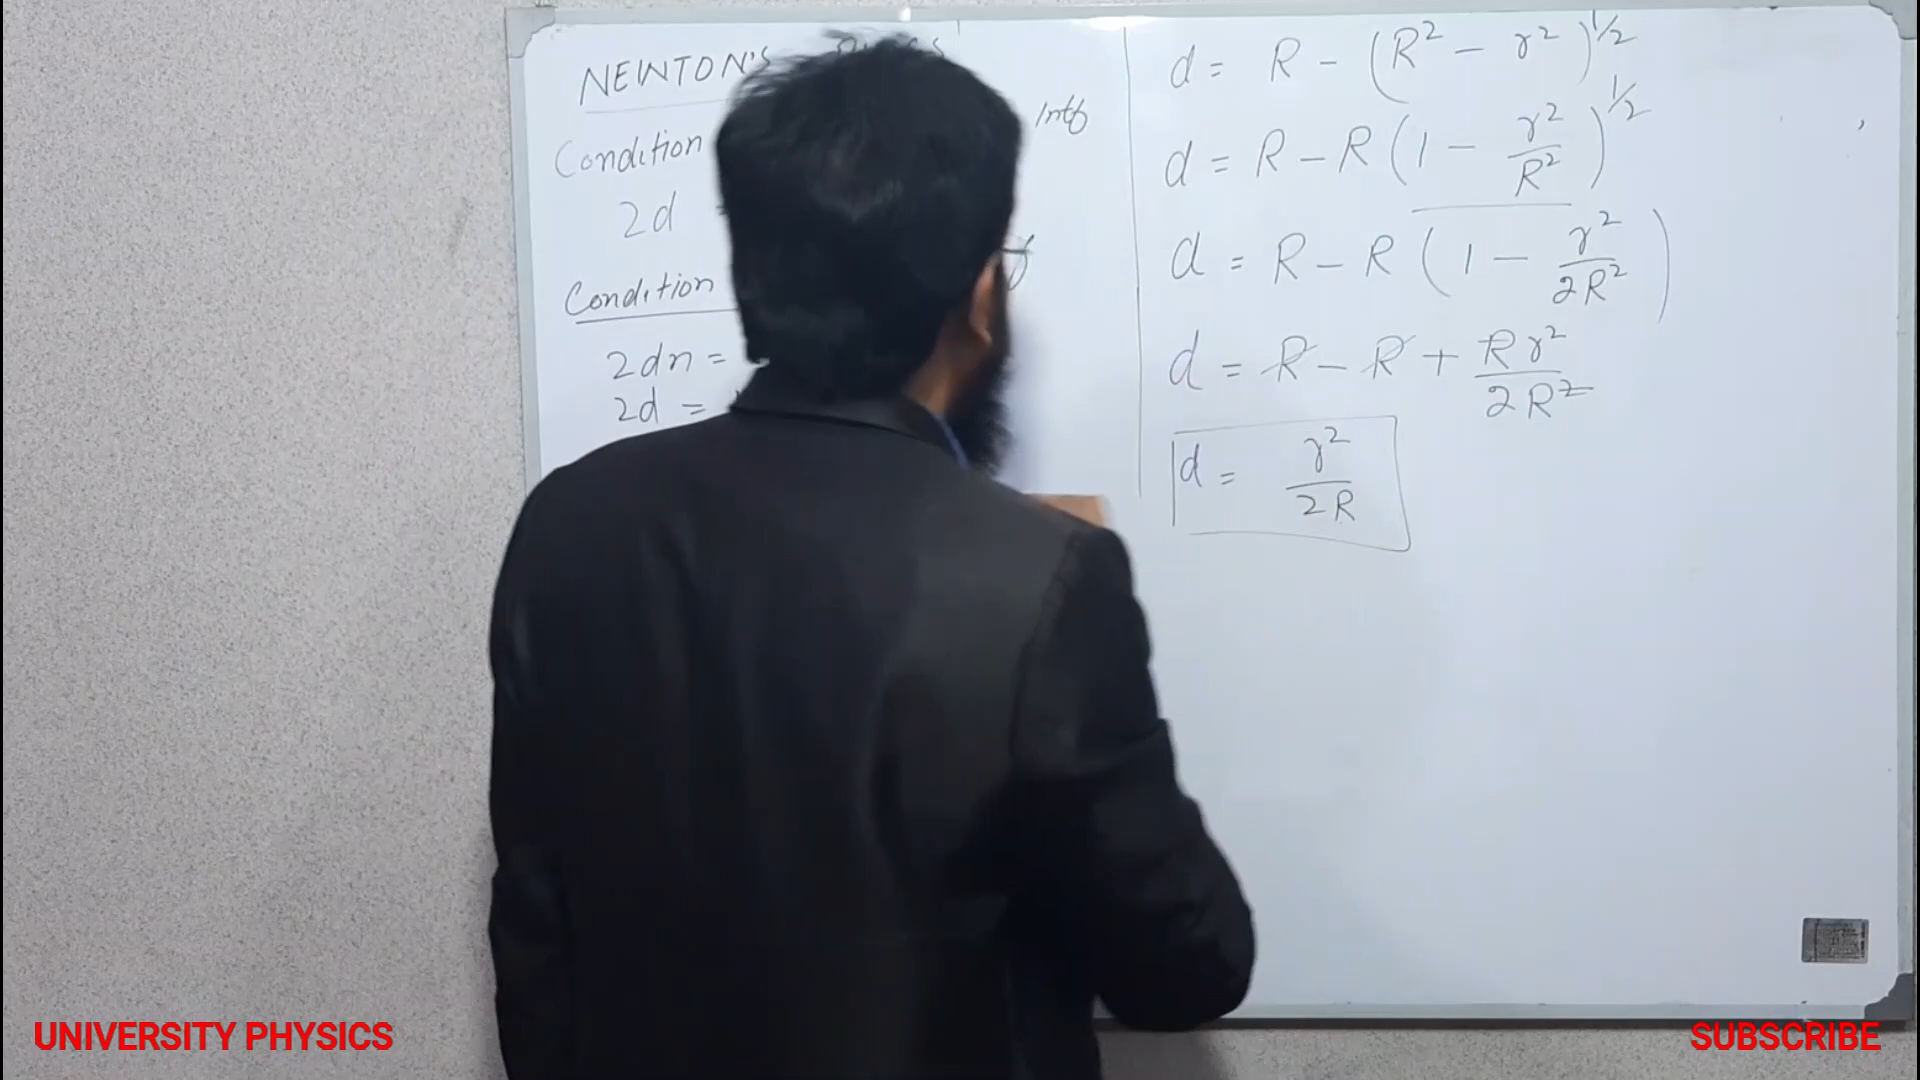 NEWTON'S
Condition Intf
2d
Condition
2dn =
2d =
d = R - (R² - r²)^1/2
d = R - R (1 - r²/R²)^1/2
d = R - R (1 - r²/2R²)
d = R - R + Rr²/2R²
d = r²/2R
UNIVERSITY PHYSICS
SUBSCRIBE